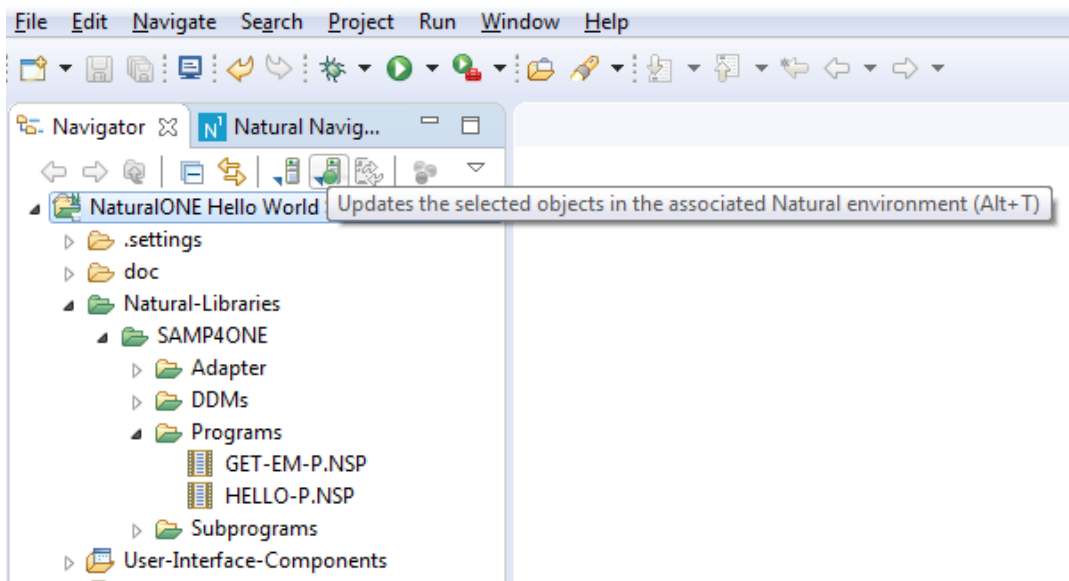 File Edit Navigate Search Project Run Window Help
Navigator N1 Natural Navig...
NaturalONE Hello World
Updates the selected objects in the associated Natural environment (Alt+T)
.settings
doc
Natural-Libraries
SAMP4ONE
Adapter
DDMs
Programs
GET-EM-P.NSP
HELLO-P.NSP
Subprograms
User-Interface-Components